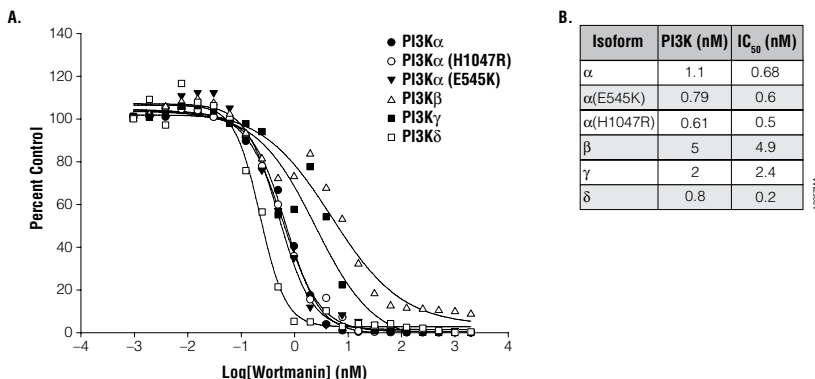 A.
140
120
100
80
60
40
20
0
Percent Control
–4 –3 –2 –1 0 1 2 3 4
Log[Wortmanin] (nM)
PI3Kα
PI3Kα (H1047R)
PI3Kα (E545K)
PI3Kβ
PI3Kγ
PI3Kδ
B.
Isoform PI3K (nM) IC50 (nM)
α 1.1 0.68
α(E545K) 0.79 0.6
α(H1047R) 0.61 0.5
β 5 4.9
γ 2 2.4
δ 0.8 0.2